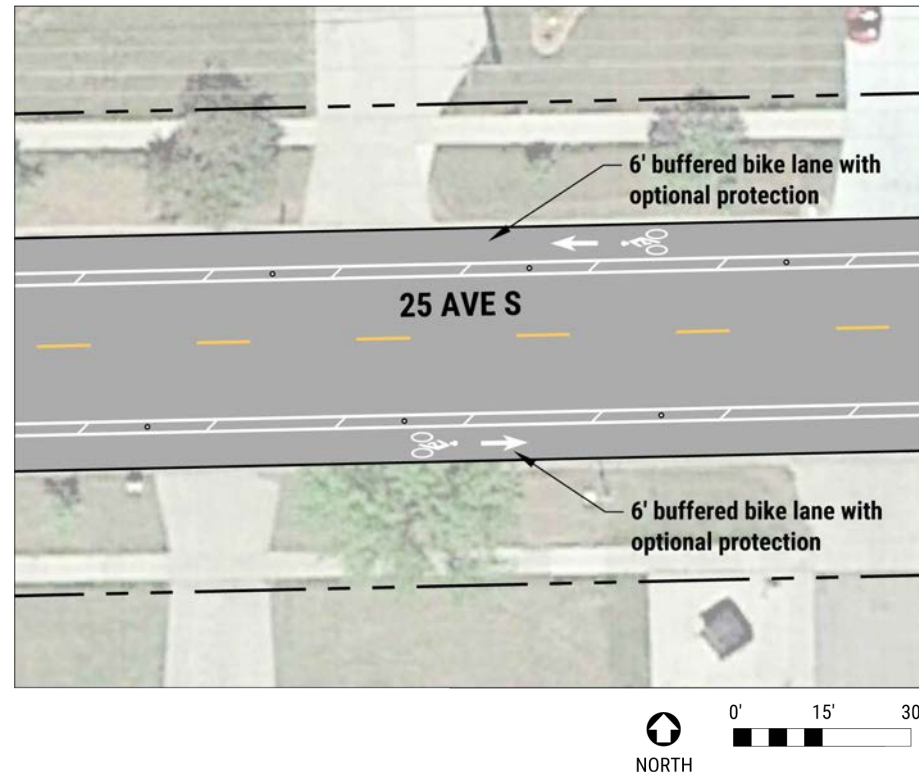 6' buffered bike lane with
optional protection
25 AVE S
6' buffered bike lane with
optional protection
0' 15' 30
NORTH